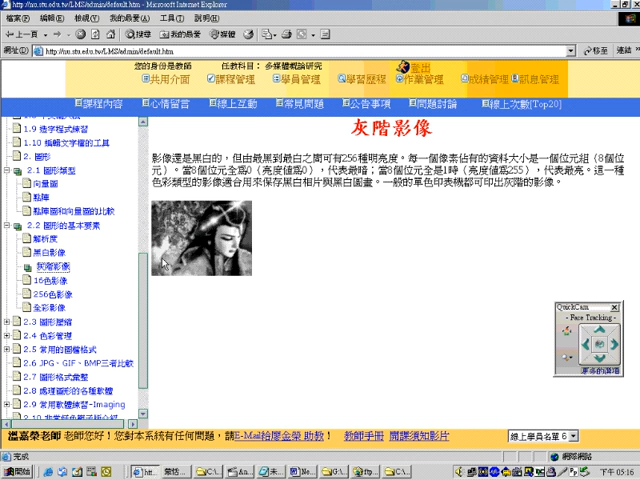 http://nu.stu.edu.tw/LMS/admin/default.htm - Microsoft Internet Explorer
檔案(F) 編輯(E) 檢視(V) 我的最愛(A) 工具(T) 說明(H)
上一頁 搜尋 我的最愛 媒體
網址(D) http://nu.stu.edu.tw/LMS/admin/default.htm 移至 連結
您的身份是教師 任教科目: 多媒體概論研究 登出
共用介面 課程管理 學員管理 學習歷程 作業管理 成績管理 訊息管理
課程內容 心情留言 線上互動 常見問題 公告事項 問題討論 線上次數[Top20]
1.9 造字程式練習
1.10 編輯文字檔的工具
2. 圖形
2.1 圖形類型
向量圖
點陣
點陣圖和向量圖的比較
2.2 圖形的基本要素
解析度
黑白影像
灰階影像
16色影像
256色影像
全彩影像
2.3 圖形壓縮
2.4 色彩管理
2.5 常用的圖檔格式
2.6 JPG、GIF、BMP三者比較
2.7 圖形格式彙整
2.8 處理圖形的各種軟體
2.9 常用軟體練習-Imaging
灰階影像
影像還是黑白的，但由最黑到最白之間可有256種明亮度。每一個像素佔有的資料大小是一個位元組（8個位
元）。當8個位元全為0（亮度值為0），代表最暗；當8個位元全是1時（亮度值為255），代表最亮。這一種
色彩類型的影像適合用來保存黑白相片與黑白圖畫。一般的單色印表機都可印出灰階的影像。
QuickCam
- Face Tracking -
更多的選項
溫嘉榮老師 老師您好！您對本系統有任何問題，請E-Mail給廖金榮 助教！ 教師手冊 開課須知影片 線上學員名單 6
完成 網際網路
開始 下午 05:16